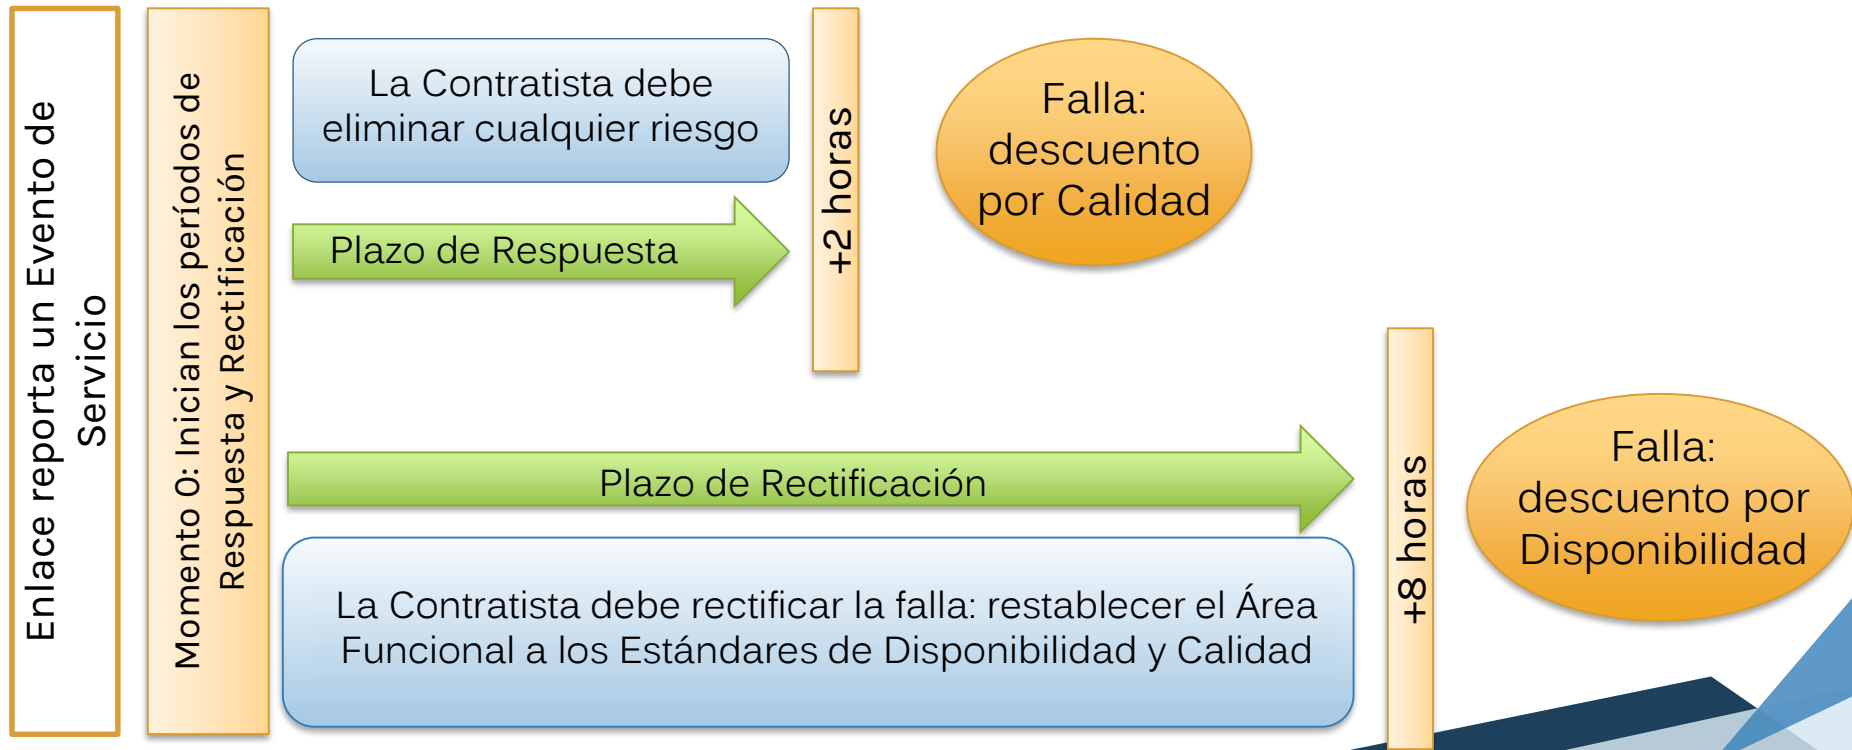 Enlace reporta un Evento de
Servicio
Momento 0: Inician los períodos de
Respuesta y Rectificación
La Contratista debe
eliminar cualquier riesgo
Plazo de Respuesta
+2 horas
Falla:
descuento
por Calidad
Plazo de Rectificación
La Contratista debe rectificar la falla: restablecer el Área
Funcional a los Estándares de Disponibilidad y Calidad
+8 horas
Falla:
descuento por
Disponibilidad